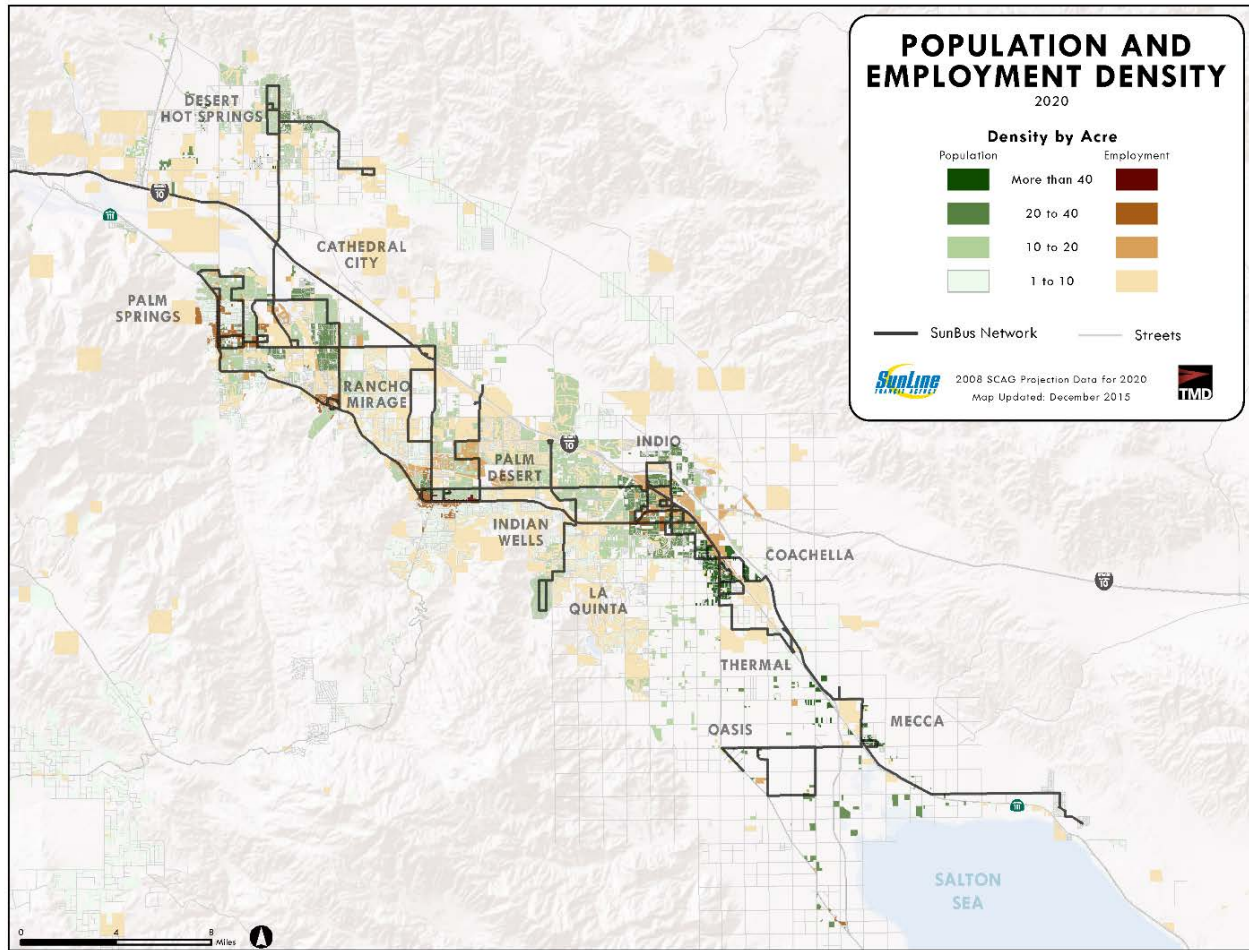 POPULATION AND
EMPLOYMENT DENSITY
2020
Density by Acre
Population
Employment
More than 40
20 to 40
10 to 20
1 to 10
SunBus Network
Streets
SunLine
TRANSIT AGENCY
2008 SCAG Projection Data for 2020
Map Updated: December 2015
TMD
DESERT
HOT SPRINGS
10
111
CATHEDRAL
CITY
PALM
SPRINGS
RANCHO
MIRAGE
10
INDIO
PALM
DESERT
INDIAN
WELLS
COACHELLA
10
LA
QUINTA
THERMAL
OASIS
MECCA
111
SALTON
SEA
0 4 8
Miles